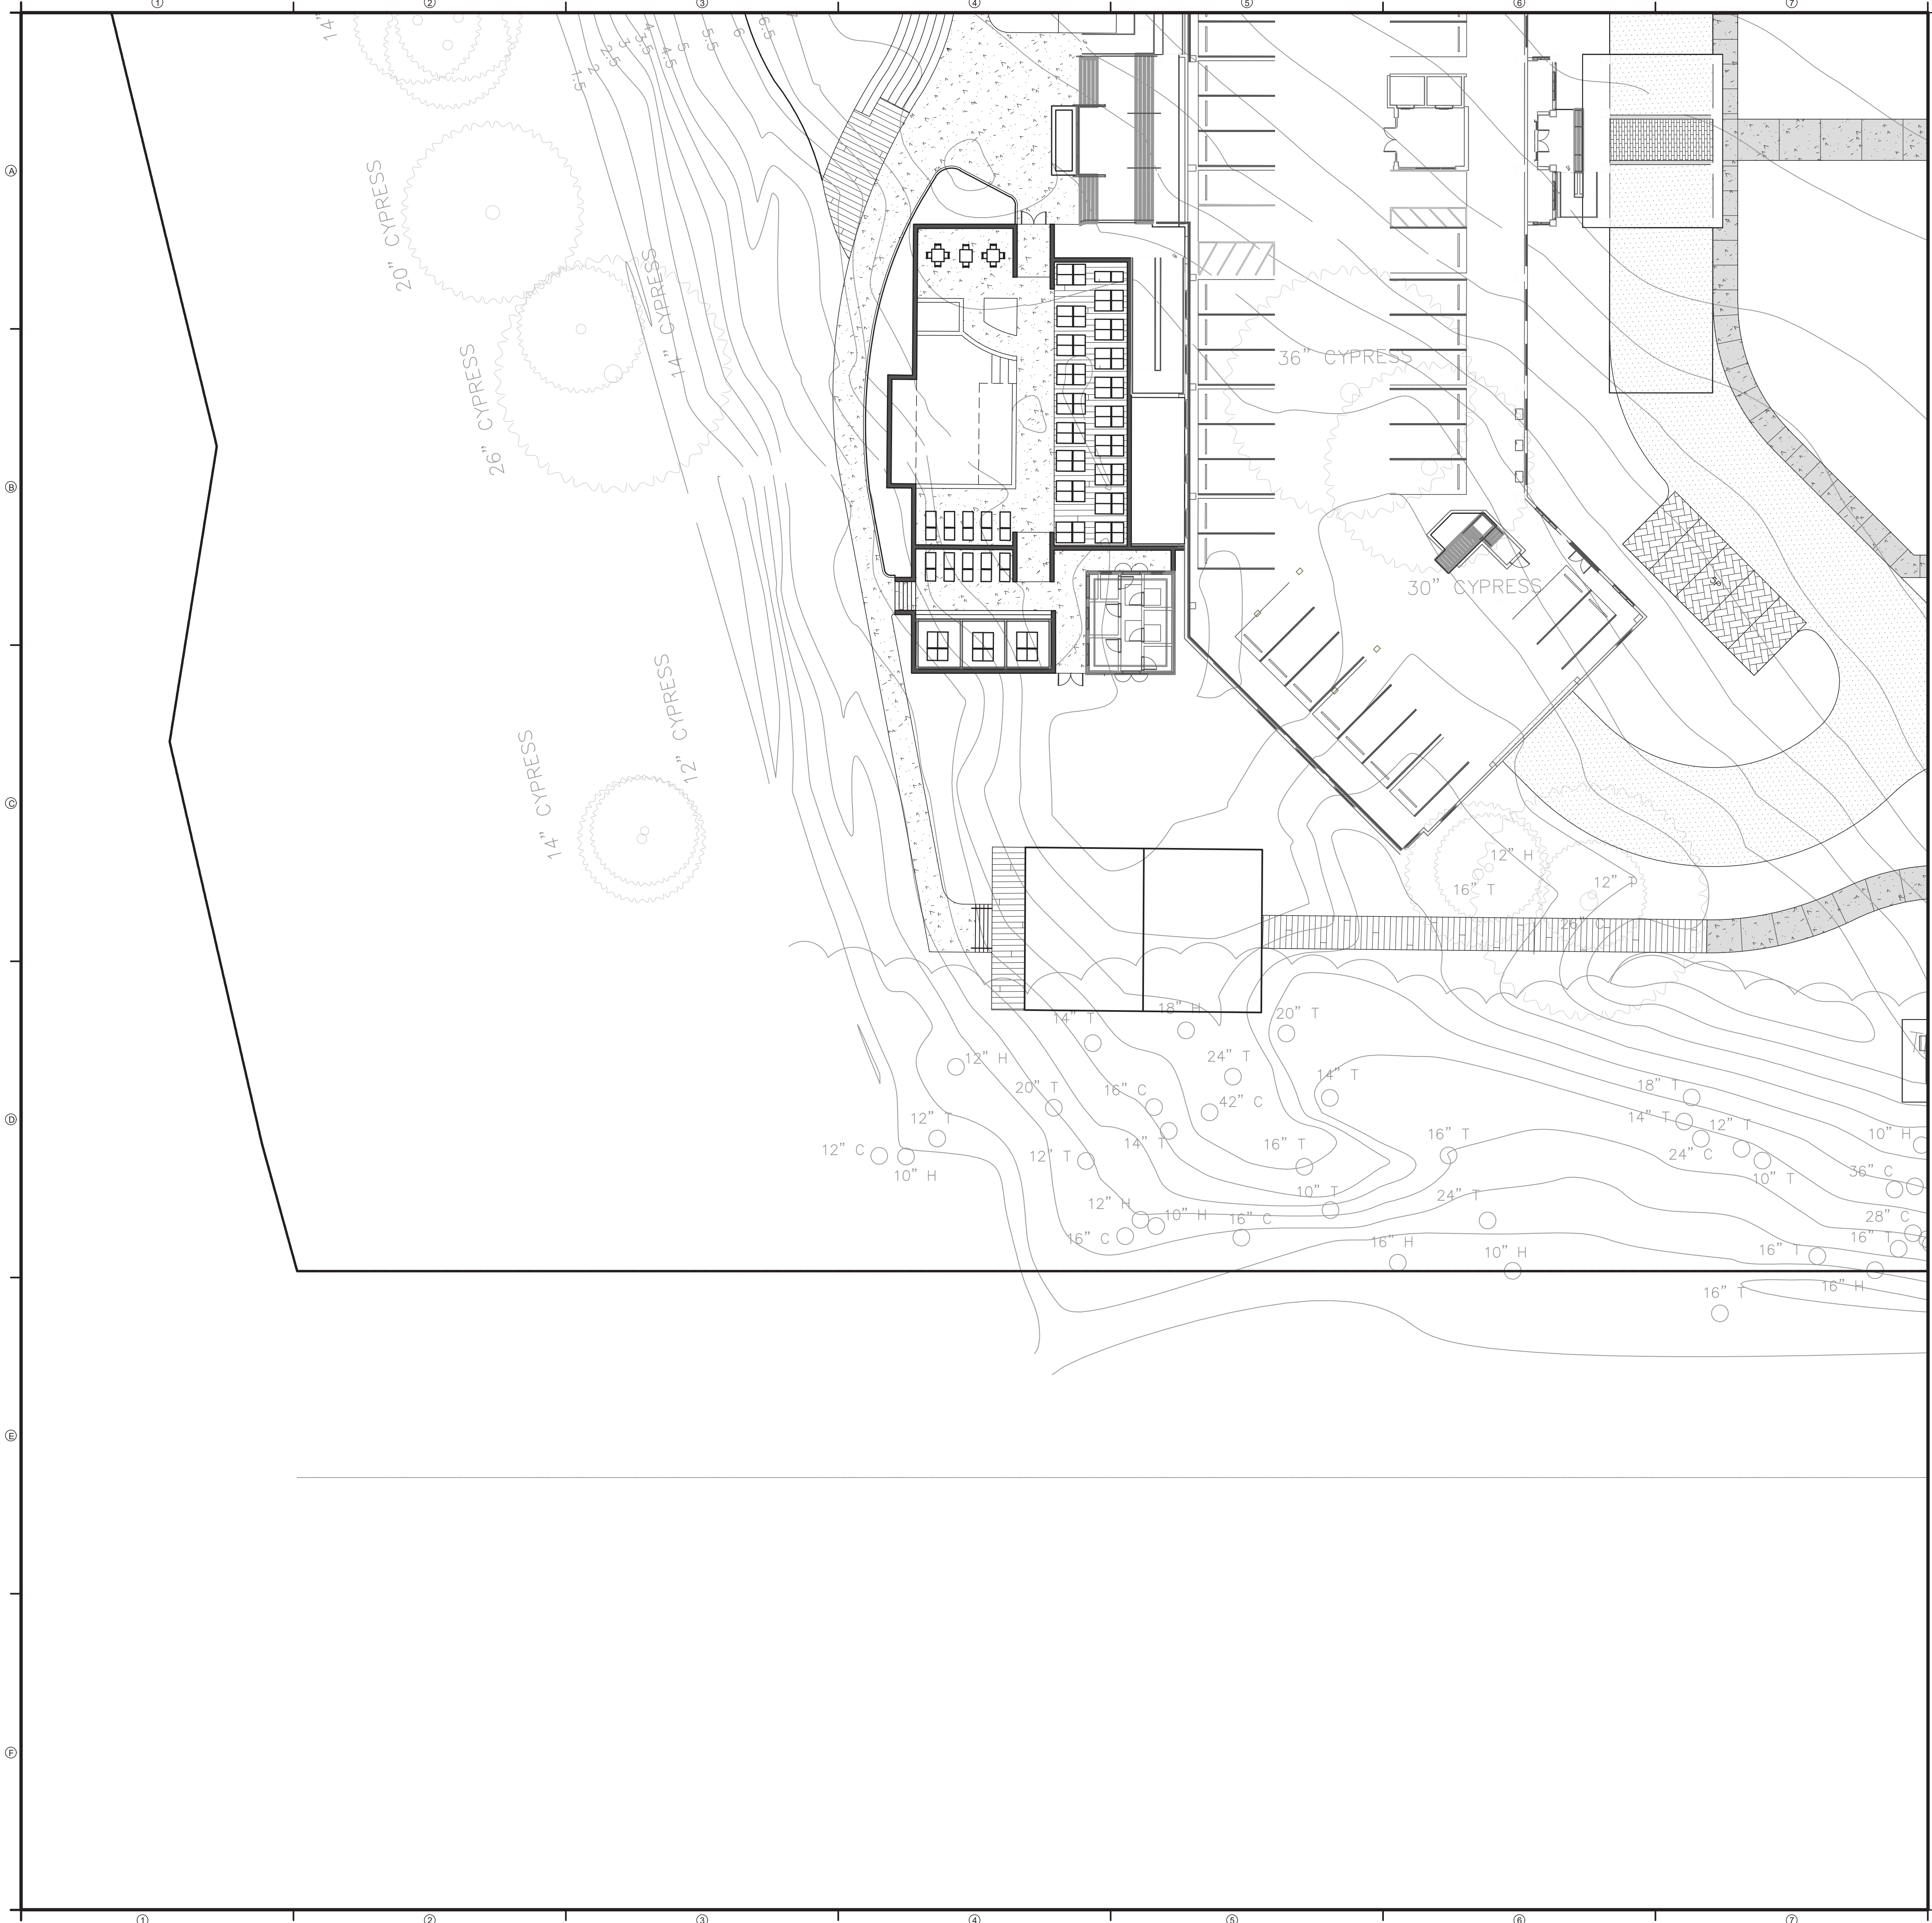 1 2 3 4 5 6 7
14"
1.5
2
2.5
3
3.5
4
4.5
5
5.5
6
6.5
A
20" CYPRESS
14" CYPRESS
36" CYPRESS
26" CYPRESS
B
30" CYPRESS
12" CYPRESS
14" CYPRESS
C
12" H
16" T
12" T
26" C
18" H
14" T
20" T
12" H
24" T
20" T
16" C
14" T
42" C
18" T
14" T
12" T
D
12" T
12" C
10" H
12" T
14" T
16" T
16" T
24" C
10" T
10" H
36" C
12" H
10" H
16" C
16" C
10" T
24" T
28" C
16" T
16" H
10" H
16" T
16" H
16" T
E
F
1 2 3 4 5 6 7